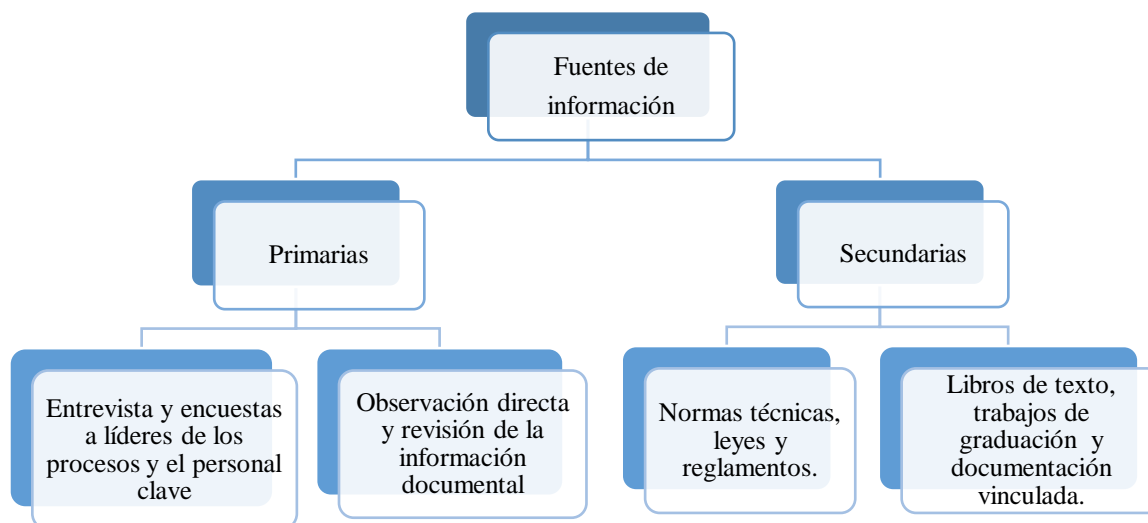 Fuentes de
información
Primarias
Secundarias
Entrevista y encuestas
a líderes de los
procesos y el personal
clave
Observación directa
y revisión de la
información
documental
Normas técnicas,
leyes y
reglamentos.
Libros de texto,
trabajos de
graduación y
documentación
vinculada.